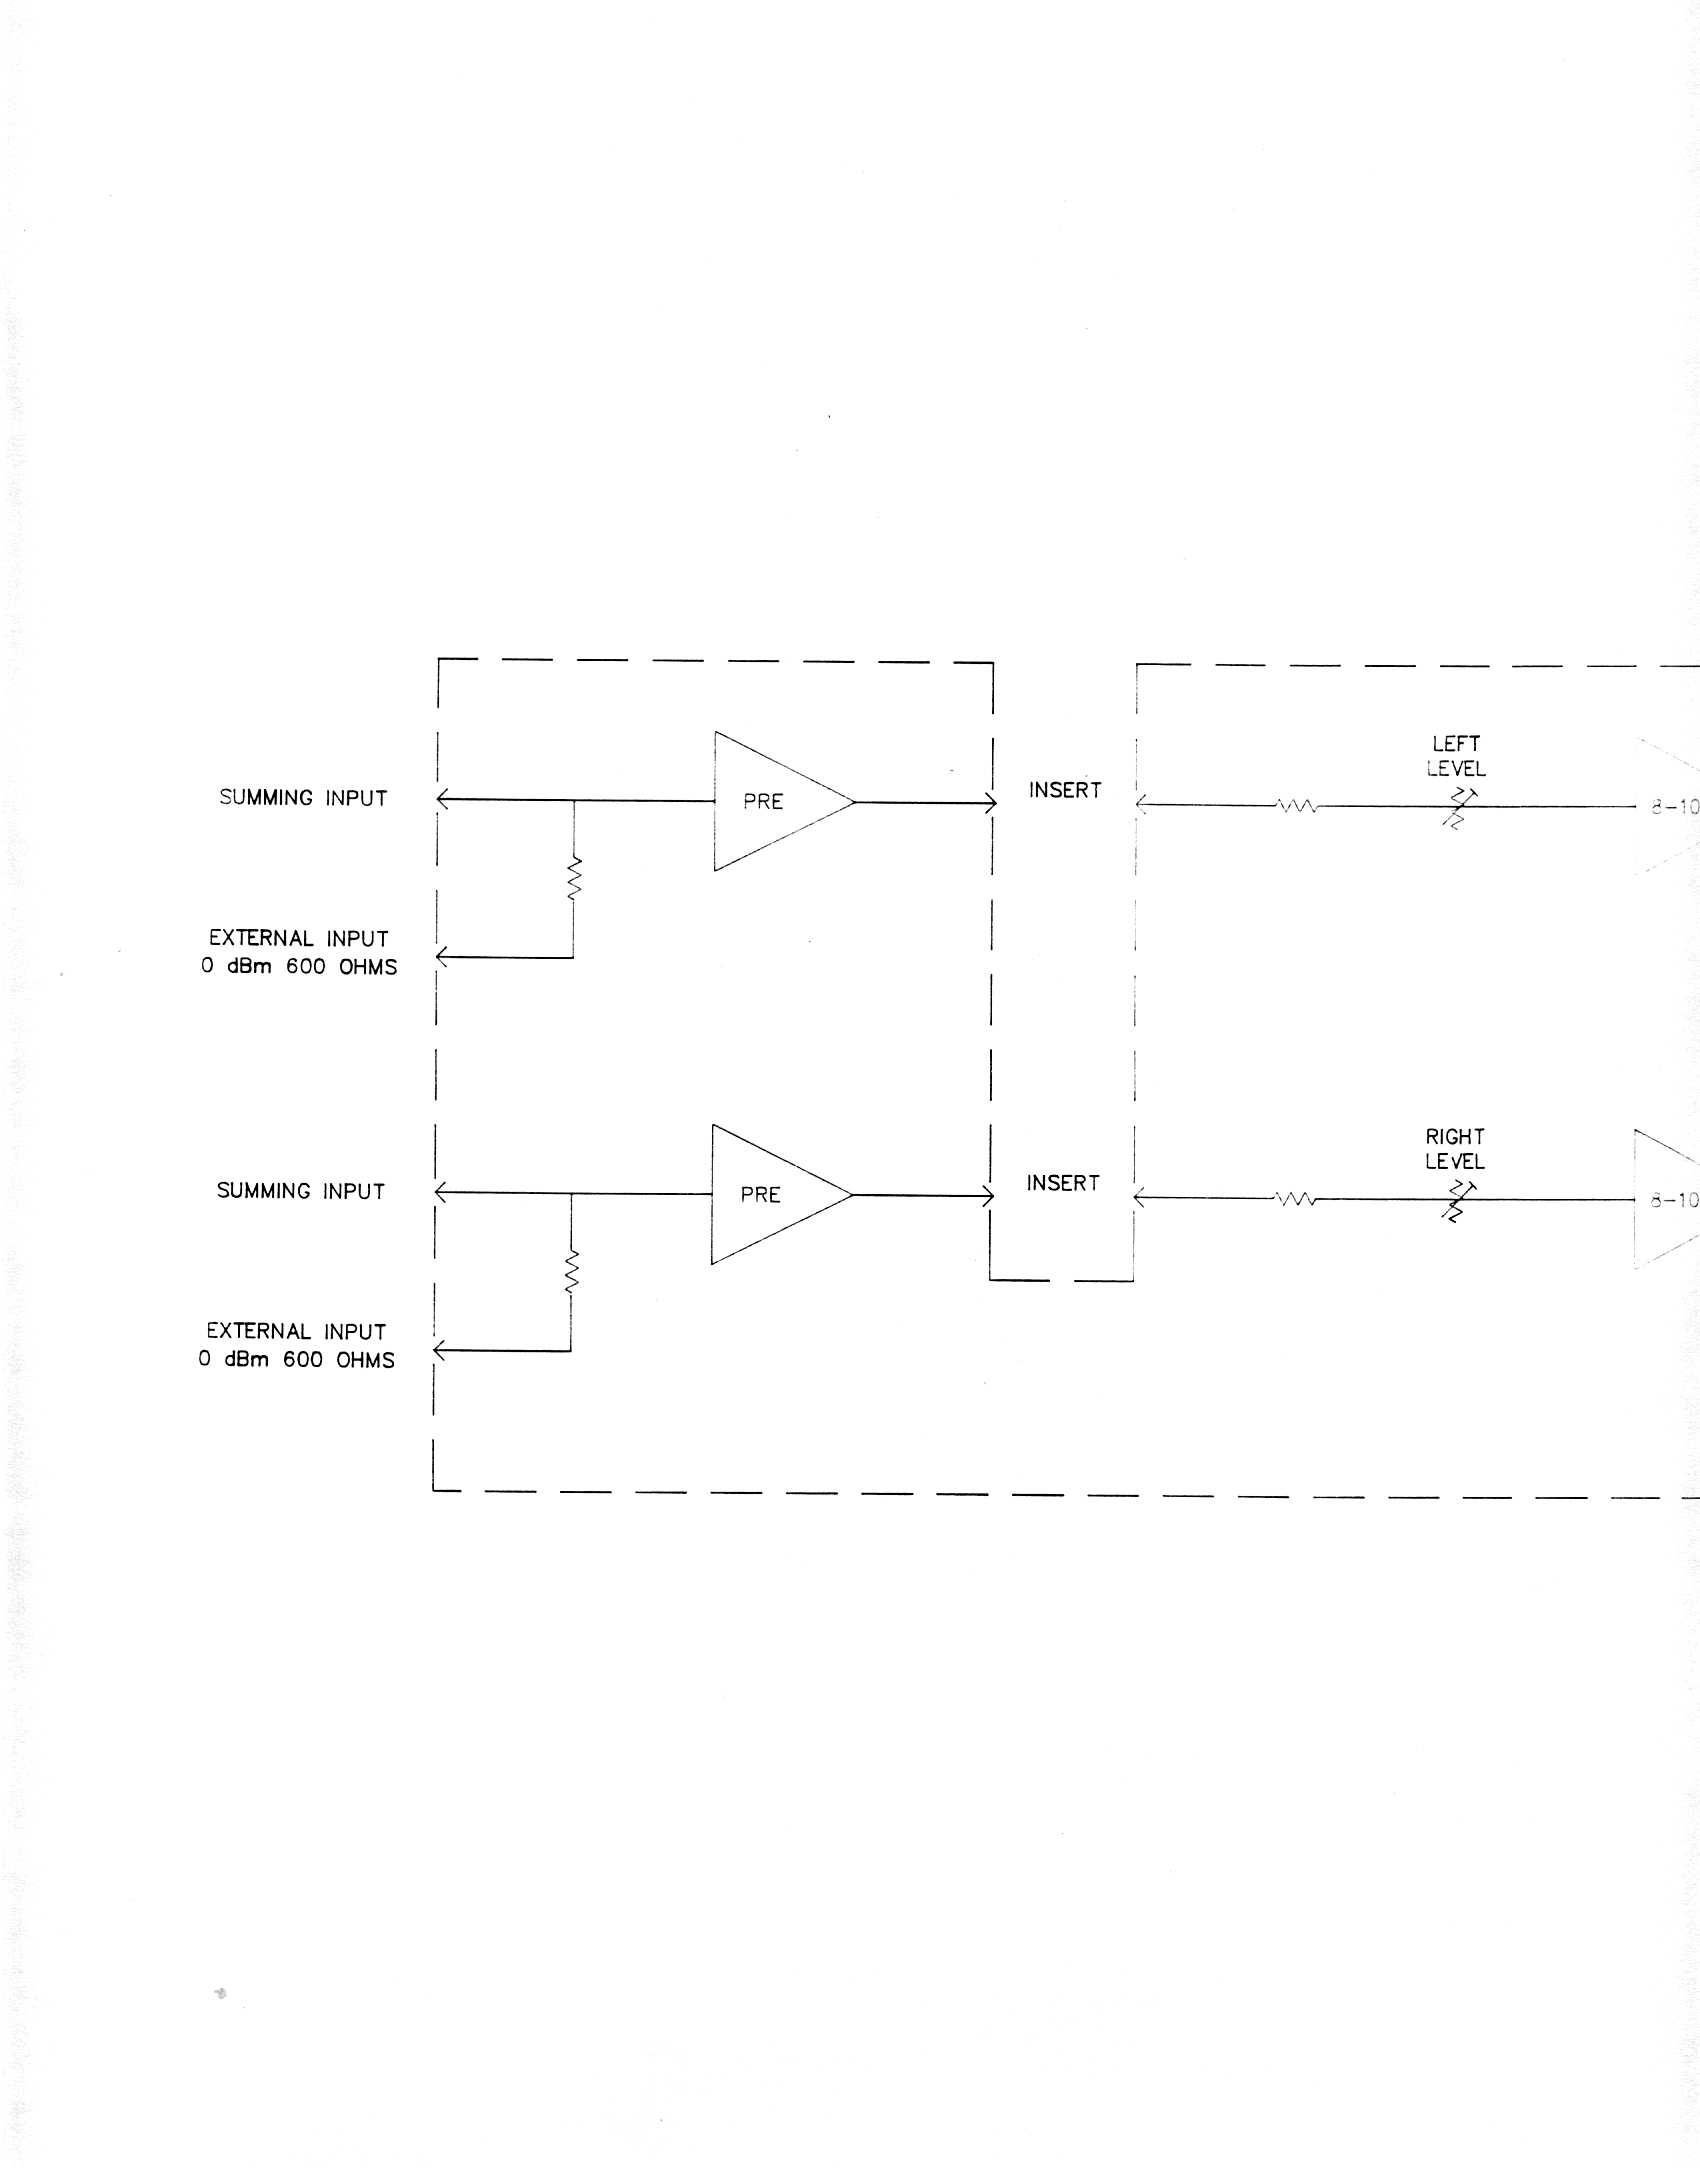 LEFT
LEVEL
SUMMING INPUT
PRE
INSERT
8-10
EXTERNAL INPUT
0 dBm 600 OHMS
RIGHT
LEVEL
SUMMING INPUT
PRE
INSERT
8-10
EXTERNAL INPUT
0 dBm 600 OHMS